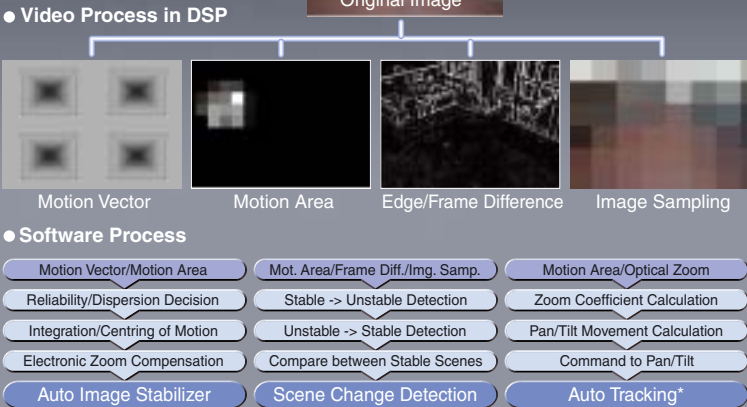 Original Image
● Video Process in DSP
Motion Vector
Motion Area
Edge/Frame Difference
Image Sampling
● Software Process
Motion Vector/Motion Area
Reliability/Dispersion Decision
Integration/Centring of Motion
Electronic Zoom Compensation
Auto Image Stabilizer
Mot. Area/Frame Diff./Img. Samp.
Stable -> Unstable Detection
Unstable -> Stable Detection
Compare between Stable Scenes
Scene Change Detection
Motion Area/Optical Zoom
Zoom Coefficient Calculation
Pan/Tilt Movement Calculation
Command to Pan/Tilt
Auto Tracking*